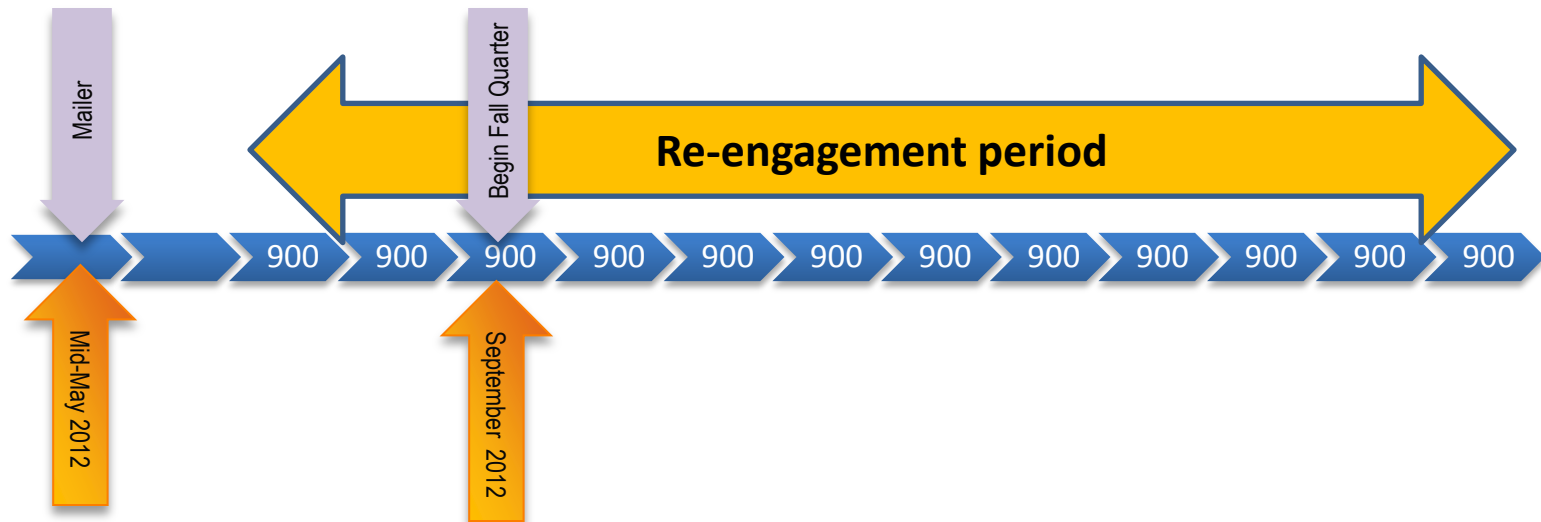 Mailer
Begin Fall Quarter
Re-engagement period
900 900 900 900 900 900 900 900 900 900 900 900
Mid-May 2012
September 2012